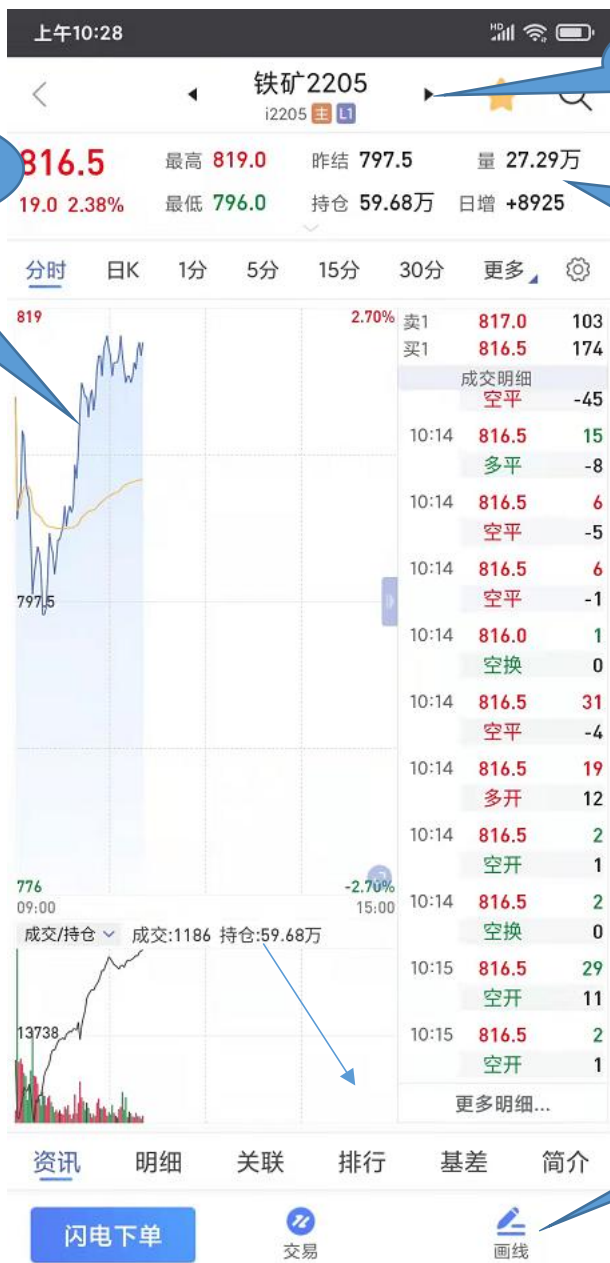 上午10:28
铁矿2205
i2205 主 L1
816.5 最高 819.0 昨结 797.5 量 27.29万
19.0 2.38% 最低 796.0 持仓 59.68万 日增 +8925
分时 日K 1分 5分 15分 30分 更多
819 2.70%
797.5
776 -2.70%
09:00 15:00
卖1 817.0 103
买1 816.5 174
成交明细
空平 -45
10:14 816.5 15
多平 -8
10:14 816.5 6
空平 -5
10:14 816.5 6
空平 -1
10:14 816.0 1
空换 0
10:14 816.5 31
空平 -4
10:14 816.5 19
多开 12
10:14 816.5 2
空开 1
10:14 816.5 2
空换 0
10:15 816.5 29
空开 11
10:15 816.5 2
空开 1
更多明细...
成交/持仓 成交:1186 持仓:59.68万
13738
资讯 明细 关联 排行 基差 简介
闪电下单 交易 画线